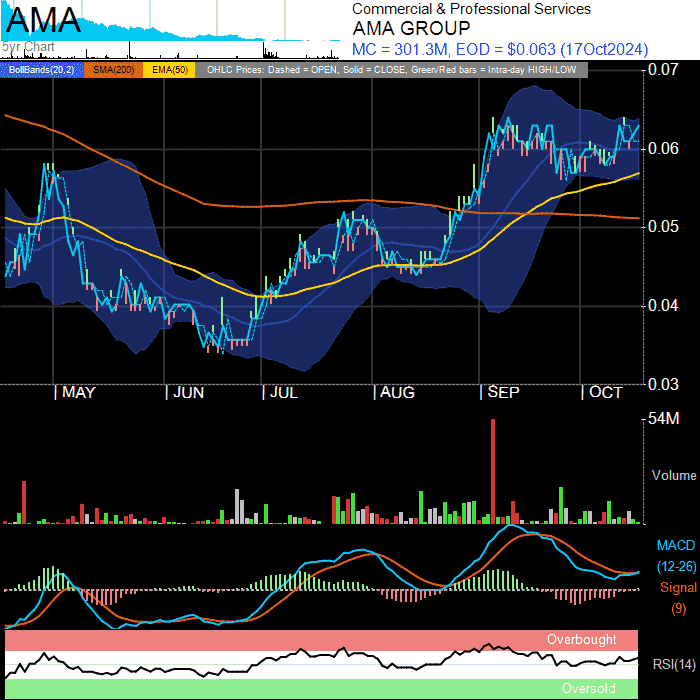 AMA
Commercial & Professional Services
AMA GROUP
5yr Chart
MC = 301.3M, EOD = $0.063 (17Oct2024)
BollBands(20,2) SMA(200) EMA(50) OHLC Prices: Dashed = OPEN, Solid = CLOSE, Green/Red bars = Intra-day HIGH/LOW
0.07
0.06
0.05
0.04
0.03
MAY JUN JUL AUG SEP OCT
54M
Volume
MACD
(12-26)
Signal
(9)
Overbought
RSI(14)
Oversold